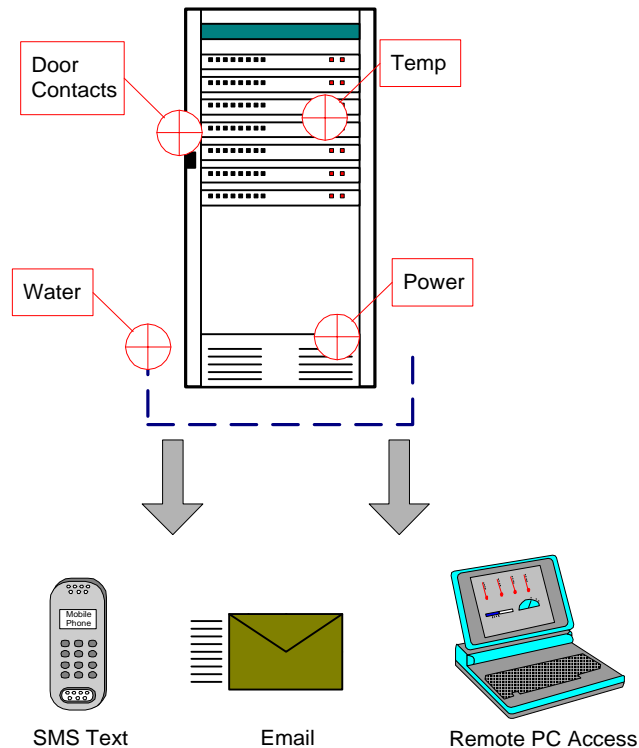 Door
Contacts
Temp
Water
Power
Mobile
Phone
SMS Text
Email
Remote PC Access